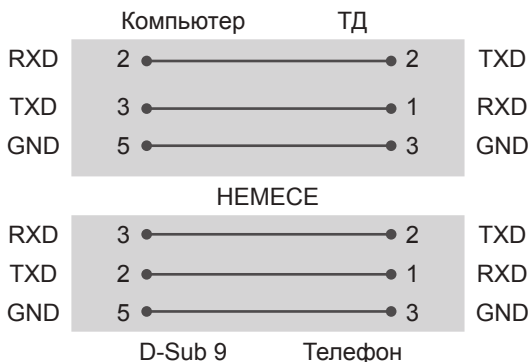 Компьютер ТД
RXD 2 2 TXD
TXD 3 1 RXD
GND 5 3 GND
НЕМЕСЕ
RXD 3 2 TXD
TXD 2 1 RXD
GND 5 3 GND
D-Sub 9 Телефон